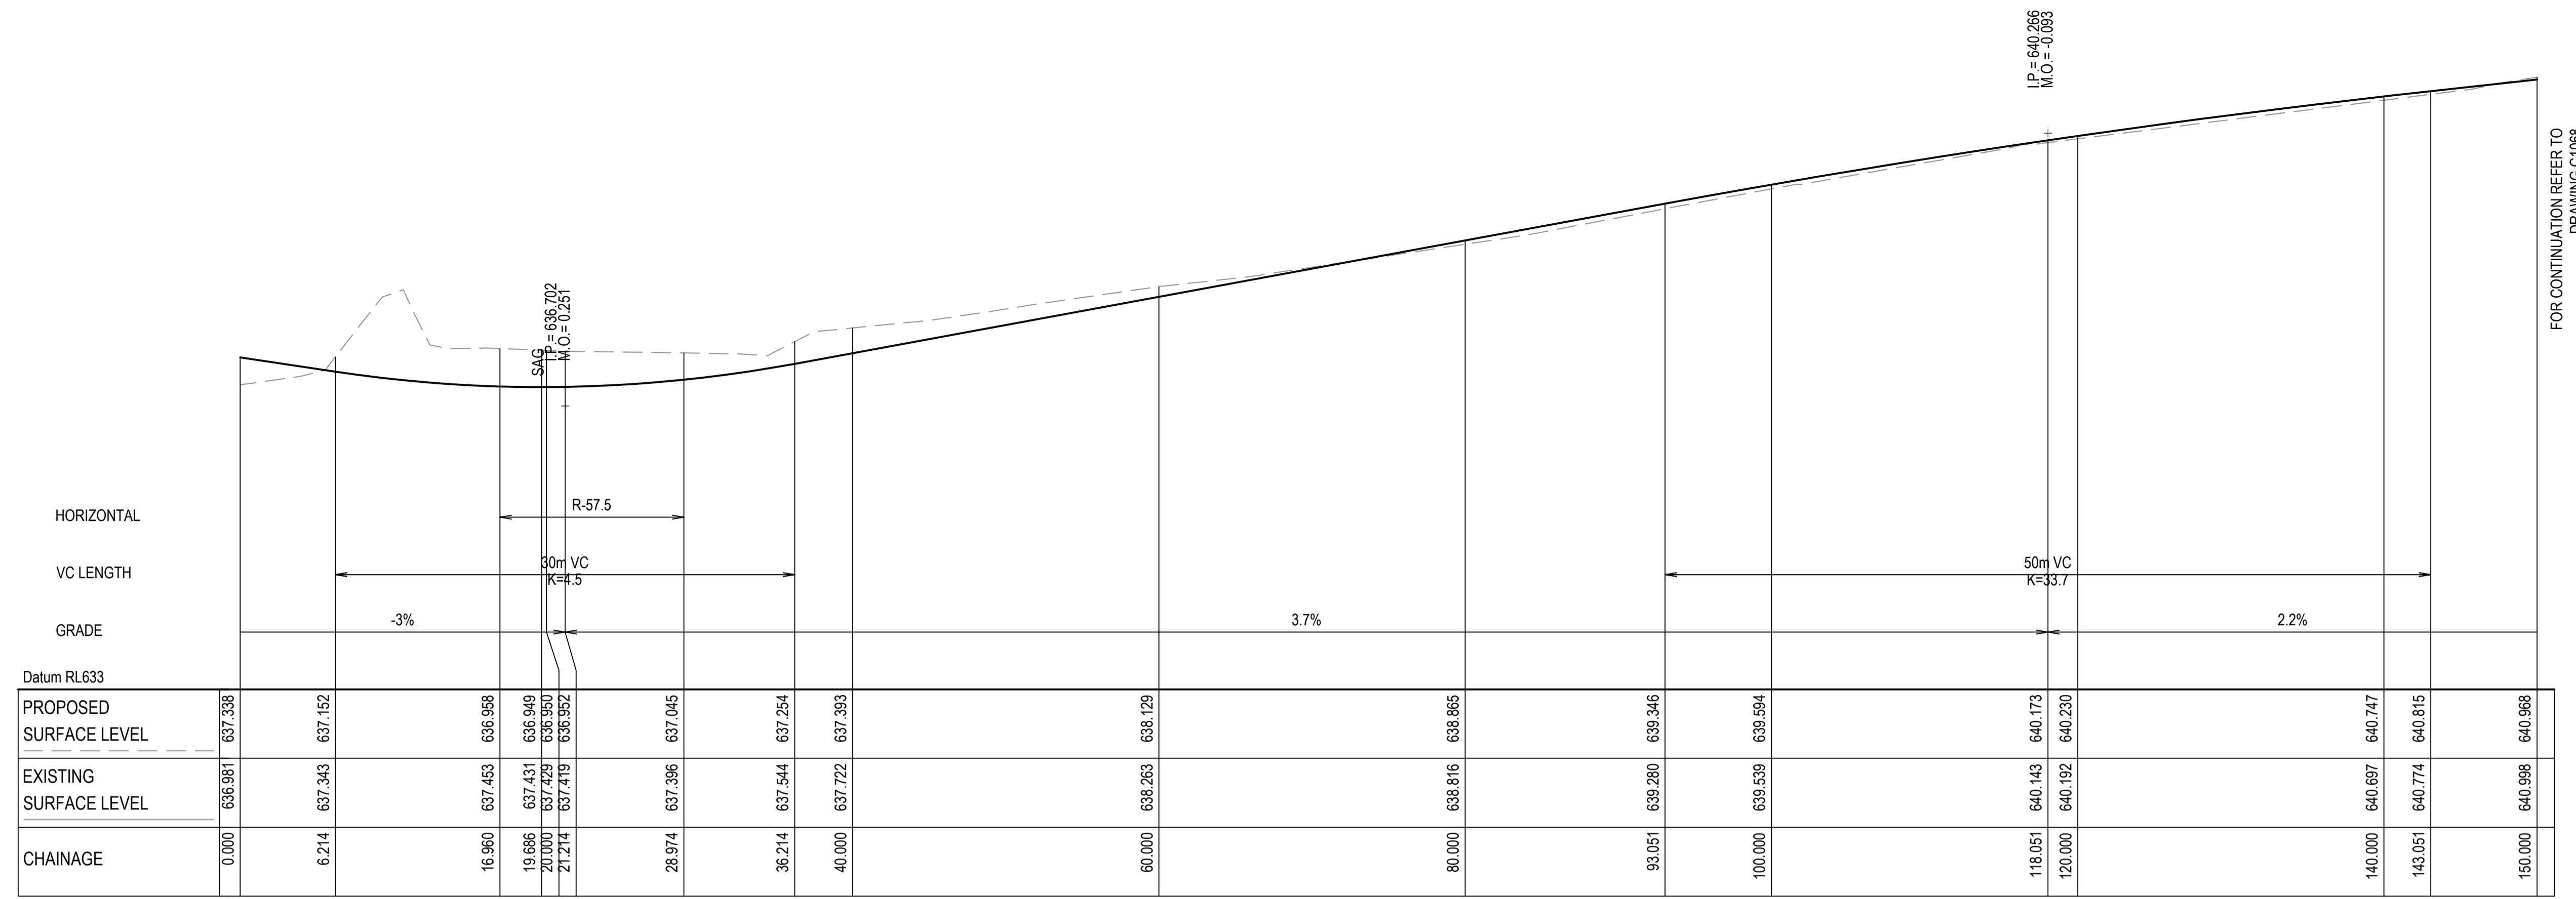 I.P.= 640.266
M.O.= -0.093
FOR CONTINUATION REFER TO
DRAWING C1068
SAG
I.P.= 636.702
M.O.= 0.251
HORIZONTAL
R-57.5
VC LENGTH
30m VC
K=4.5
50m VC
K=33.7
GRADE
-3%
3.7%
2.2%
Datum RL633
PROPOSED
SURFACE LEVEL
637.338
637.152
636.958
636.949
636.950
636.952
637.045
637.254
637.393
638.129
638.865
639.346
639.594
640.173
640.230
640.747
640.815
640.968
EXISTING
SURFACE LEVEL
636.981
637.343
637.453
637.431
637.429
637.419
637.396
637.544
637.722
638.263
638.816
639.280
639.539
640.143
640.192
640.697
640.774
640.998
CHAINAGE
0.000
6.214
16.960
19.686
20.000
21.214
28.974
36.214
40.000
60.000
80.000
93.051
100.000
118.051
120.000
140.000
143.051
150.000